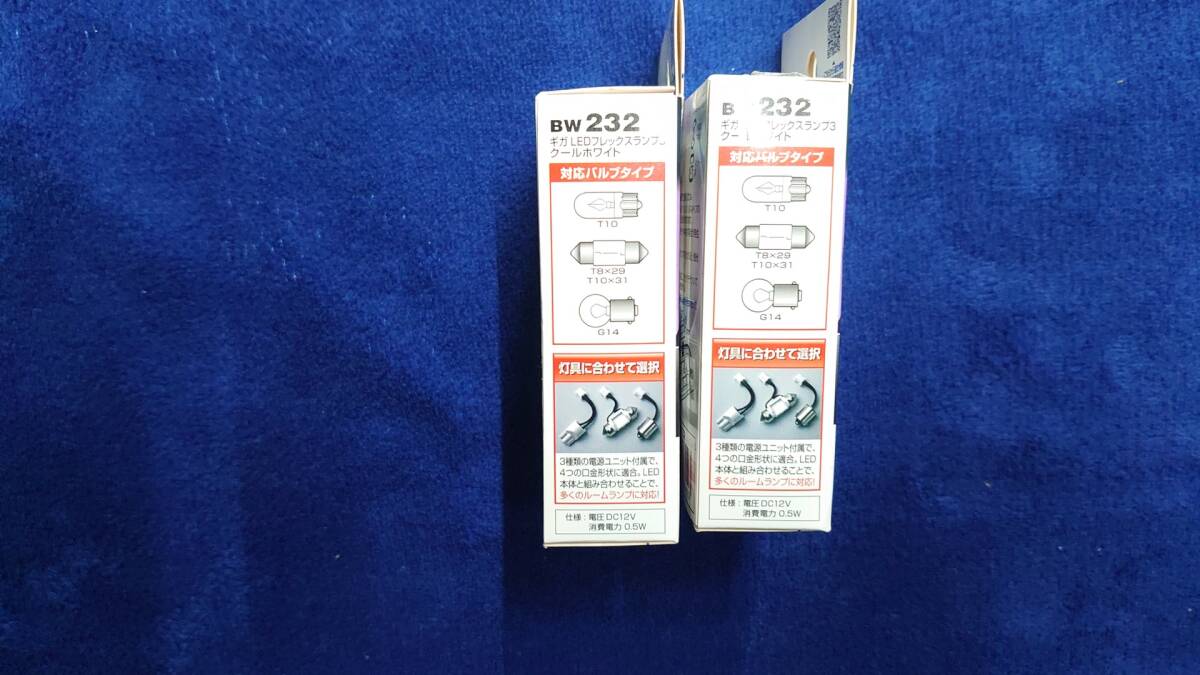 BW 232
ギガ LEDフレックスランプ3
クールホワイト
対応バルブタイプ
T10
T8×29
T10×31
G14
灯具に合わせて選択
3種類の電源ユニット付属で、
4つの口金形状に適合。LED
本体と組み合わせることで、
多くのルームランプに対応!
仕様:電圧 DC12V
消費電力 0.5W
B 232
ギガ レックスランプ3
クー イト
対応バルブタイプ
T10
T8×29
T10×31
G14
灯具に合わせて選択
3種類の電源ユニット付属で、
4つの口金形状に適合。LED
本体と組み合わせることで、
多くのルームランプに対応!
仕様:電圧 DC12V
消費電力 0.5W